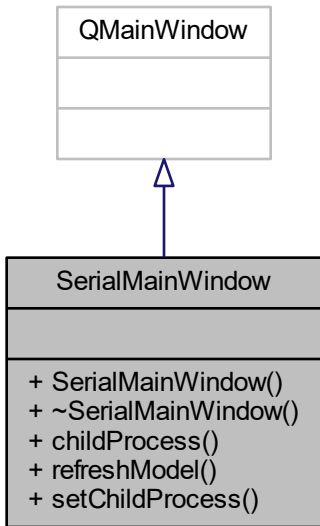 QMainWindow
SerialMainWindow
+ SerialMainWindow()
+ ~SerialMainWindow()
+ childProcess()
+ refreshModel()
+ setChildProcess()